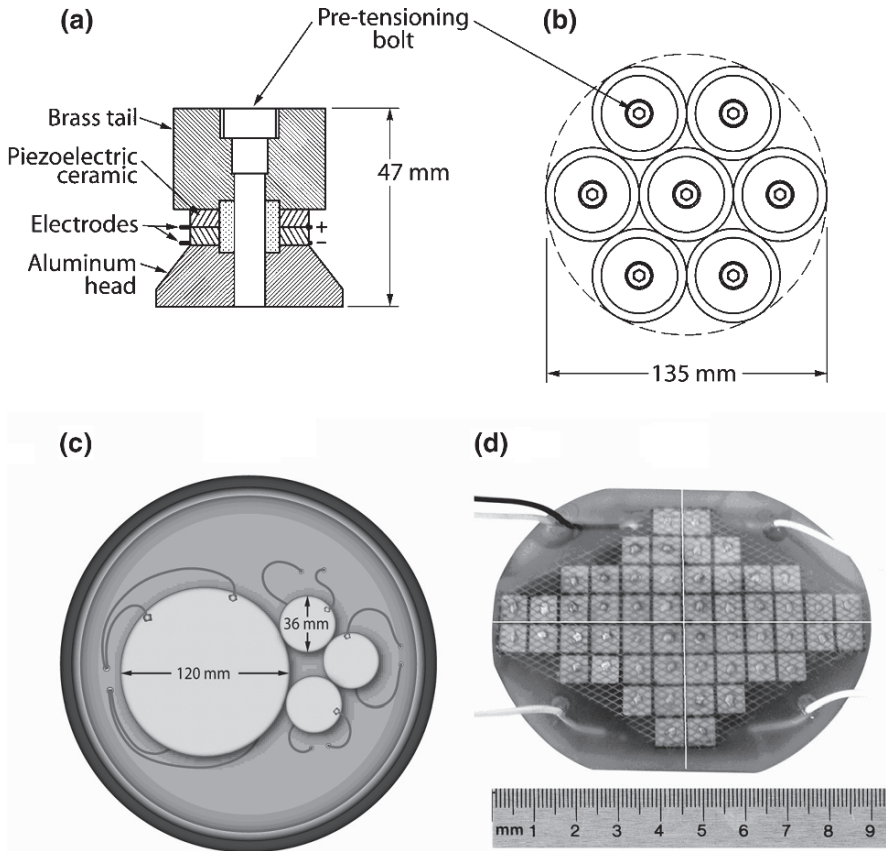 (a)
Pre-tensioning
bolt
(b)
Brass tail
Piezoelectric
ceramic
47 mm
Electrodes
+
−
Aluminum
head
135 mm
(c)
(d)
36 mm
120 mm
mm 1 2 3 4 5 6 7 8 9